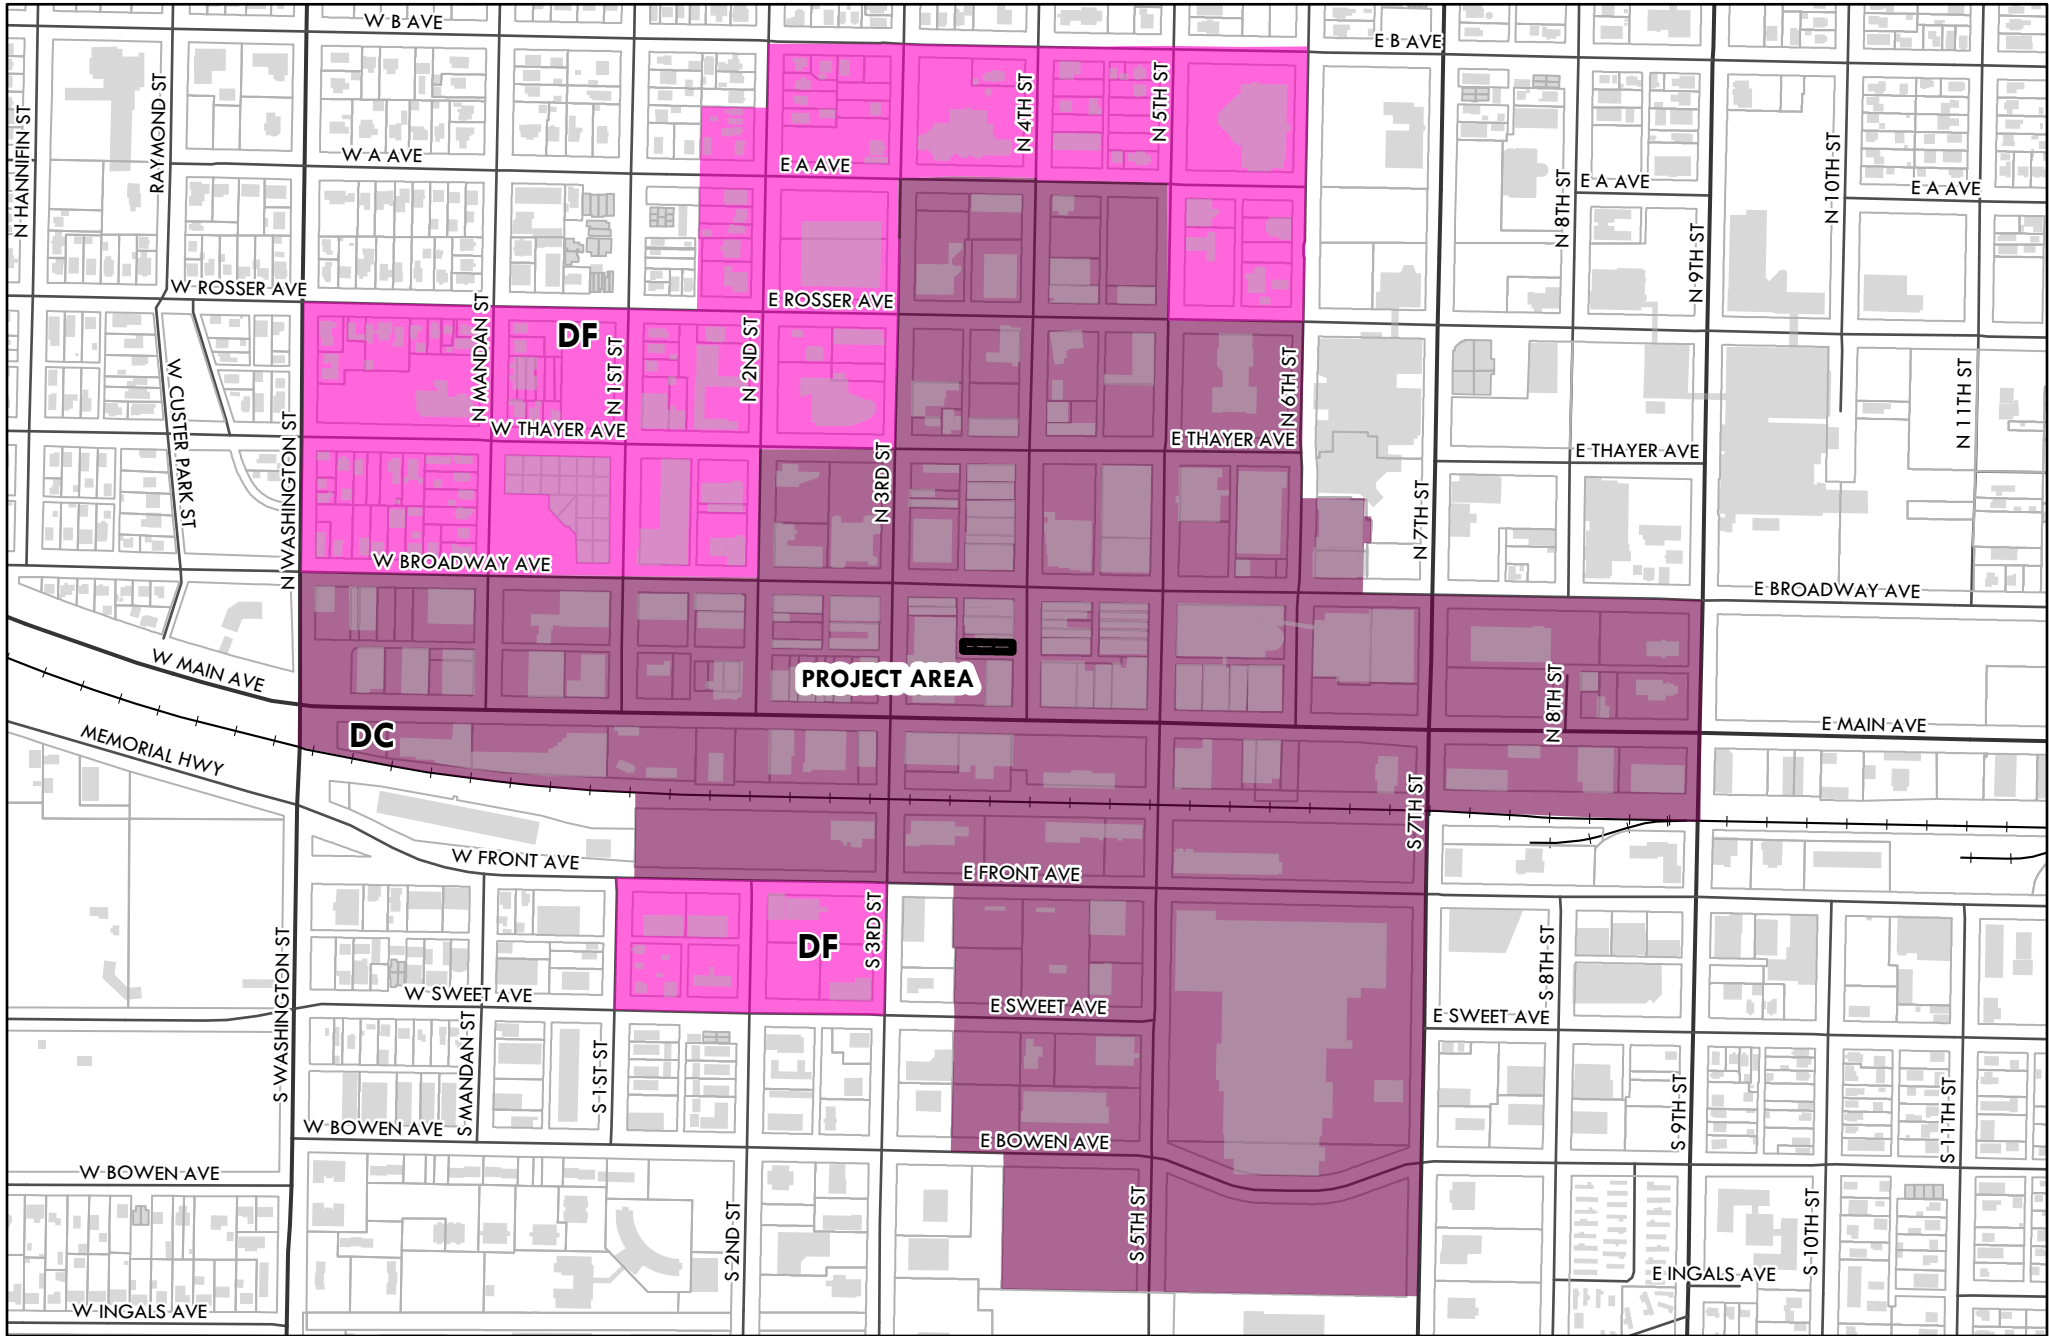 W B AVE
E B AVE
N HANNIFIN ST
RAYMOND ST
N 4TH ST
N 5TH ST
W A AVE
E A AVE
N 8TH ST
E A AVE
N 10TH ST
E A AVE
N 9TH ST
W ROSSER AVE
E ROSSER AVE
N MANDAN ST
DF
N 1ST ST
N 2ND ST
N 6TH ST
N 11TH ST
W CUSTER PARK ST
N WASHINGTON ST
W THAYER AVE
E THAYER AVE
E THAYER AVE
N 3RD ST
N 7TH ST
W BROADWAY AVE
E BROADWAY AVE
W MAIN AVE
PROJECT AREA
N 8TH ST
E MAIN AVE
DC
MEMORIAL HWY
S 7TH ST
W FRONT AVE
E FRONT AVE
S WASHINGTON ST
DF
S 3RD ST
S 8TH ST
W SWEET AVE
E SWEET AVE
E SWEET AVE
S MANDAN ST
S 1ST ST
S 9TH ST
S 11TH ST
W BOWEN AVE
E BOWEN AVE
W BOWEN AVE
S 2ND ST
S 5TH ST
S 10TH ST
E INGALS AVE
W INGALS AVE